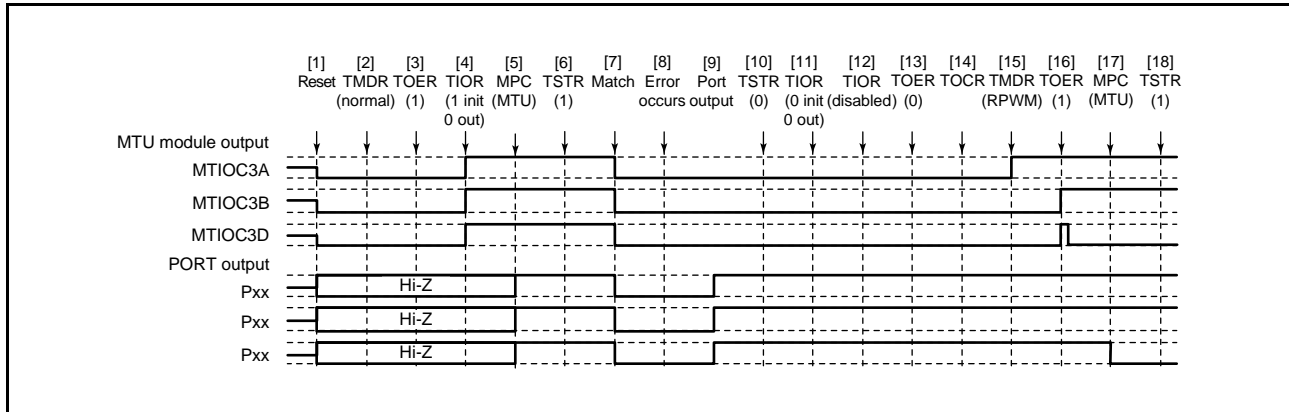 [1] [2] [3] [4] [5] [6] [7] [8] [9] [10] [11] [12] [13] [14] [15] [16] [17] [18]
Reset TMDR TOER TIOR MPC TSTR Match Error Port TSTR TIOR TIOR TOER TOCR TMDR TOER MPC TSTR
(normal) (1) (1 init (MTU) (1) occurs output (0) (0 init (disabled) (0) (RPWM) (1) (MTU) (1)
0 out) 0 out)
MTU module output
MTIOC3A
MTIOC3B
MTIOC3D
PORT output
Pxx Hi-Z
Pxx Hi-Z
Pxx Hi-Z